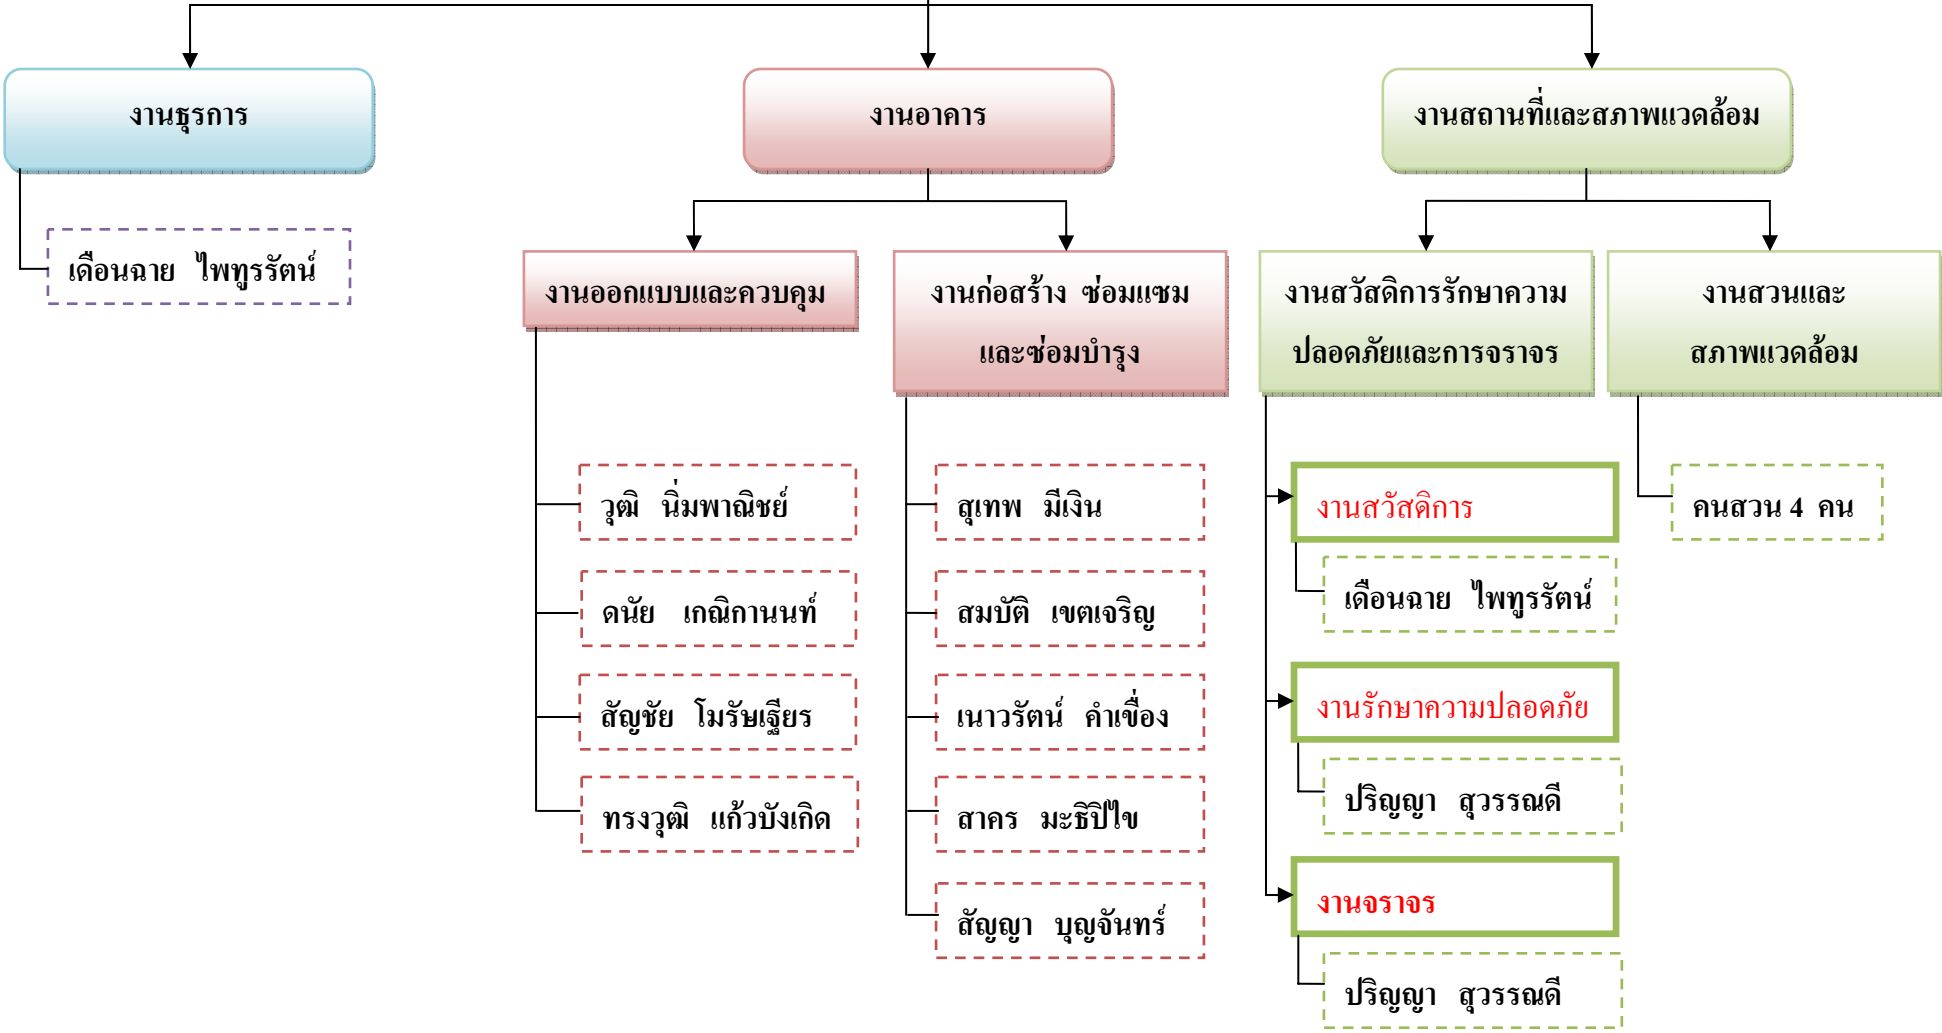 งานธุรการ
งานอาคาร
งานสถานที่และสภาพแวดล้อม
เดือนฉาย ไพฑูรรัตน์
งานออกแบบและควบคุม
งานก่อสร้าง ซ่อมแซม
และซ่อมบำรุง
งานสวัสดิการรักษาความ
ปลอดภัยและการจราจร
งานสวนและ
สภาพแวดล้อม
วุฒิ นิ่มพาณิชย์
ดนัย เกณิกานนท์
สัญชัย โมรัษเฐียร
ทรงวุฒิ แก้วบังเกิด
สุเทพ มีเงิน
สมบัติ เขตเจริญ
เนาวรัตน์ คำเขื่อง
สาคร มะธิปิไข
สัญญา บุญจันทร์
งานสวัสดิการ
เดือนฉาย ไพฑูรรัตน์
งานรักษาความปลอดภัย
ปริญญา สุวรรณดี
งานจราจร
ปริญญา สุวรรณดี
คนสวน 4 คน